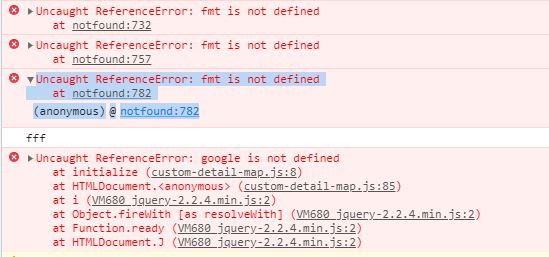 Uncaught ReferenceError: fmt is not defined
at notfound:732
Uncaught ReferenceError: fmt is not defined
at notfound:757
Uncaught ReferenceError: fmt is not defined
at notfound:782
(anonymous) @ notfound:782
fff
Uncaught ReferenceError: google is not defined
at initialize (custom-detail-map.js:8)
at HTMLDocument.<anonymous> (custom-detail-map.js:85)
at i (VM680 jquery-2.2.4.min.js:2)
at Object.fireWith [as resolveWith] (VM680 jquery-2.2.4.min.js:2)
at Function.ready (VM680 jquery-2.2.4.min.js:2)
at HTMLDocument.J (VM680 jquery-2.2.4.min.js:2)